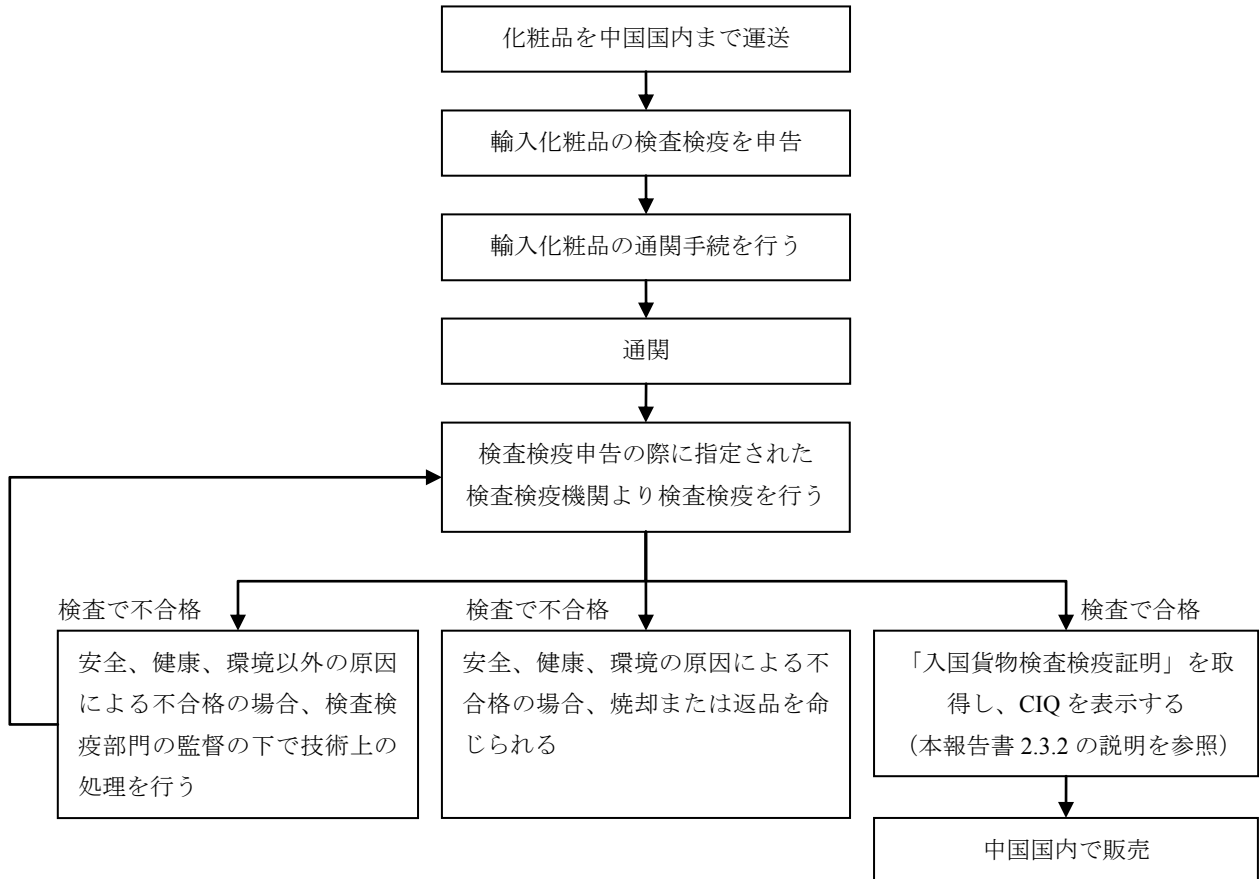 化粧品を中国国内まで運送
輸入化粧品の検査検疫を申告
輸入化粧品の通関手続を行う
通関
検査検疫申告の際に指定された
検査検疫機関より検査検疫を行う
検査で不合格
安全、健康、環境以外の原因
による不合格の場合、検査検
疫部門の監督の下で技術上の
処理を行う
検査で不合格
安全、健康、環境の原因による不
合格の場合、焼却または返品を命
じられる
検査で合格
「入国貨物検査検疫証明」を取
得し、CIQ を表示する
（本報告書 2.3.2 の説明を参照）
中国国内で販売